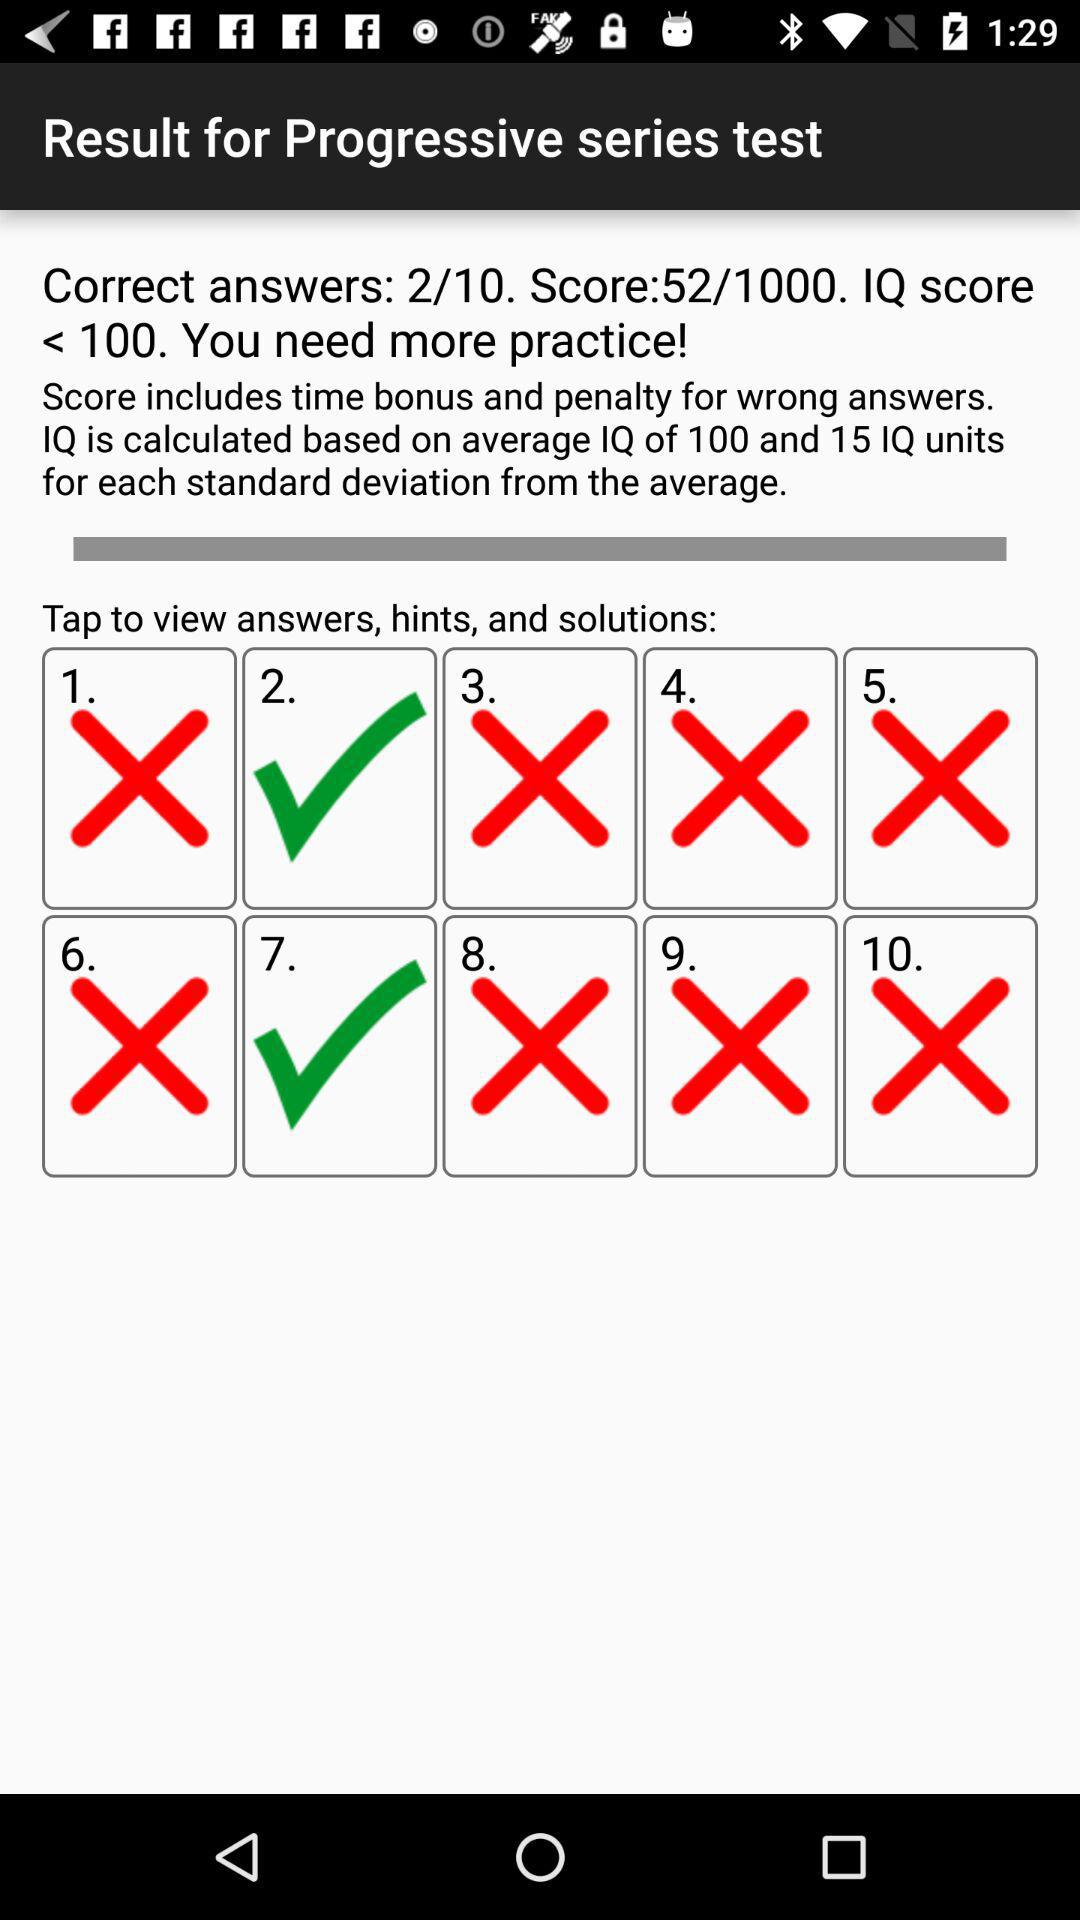 FAKE
1:29
Result for Progressive series test
Correct answers: 2/10. Score:52/1000. IQ score
< 100. You need more practice!
Score includes time bonus and penalty for wrong answers.
IQ is calculated based on average IQ of 100 and 15 IQ units
for each standard deviation from the average.
Tap to view answers, hints, and solutions:
1.
2.
3.
4.
5.
6.
7.
8.
9.
10.